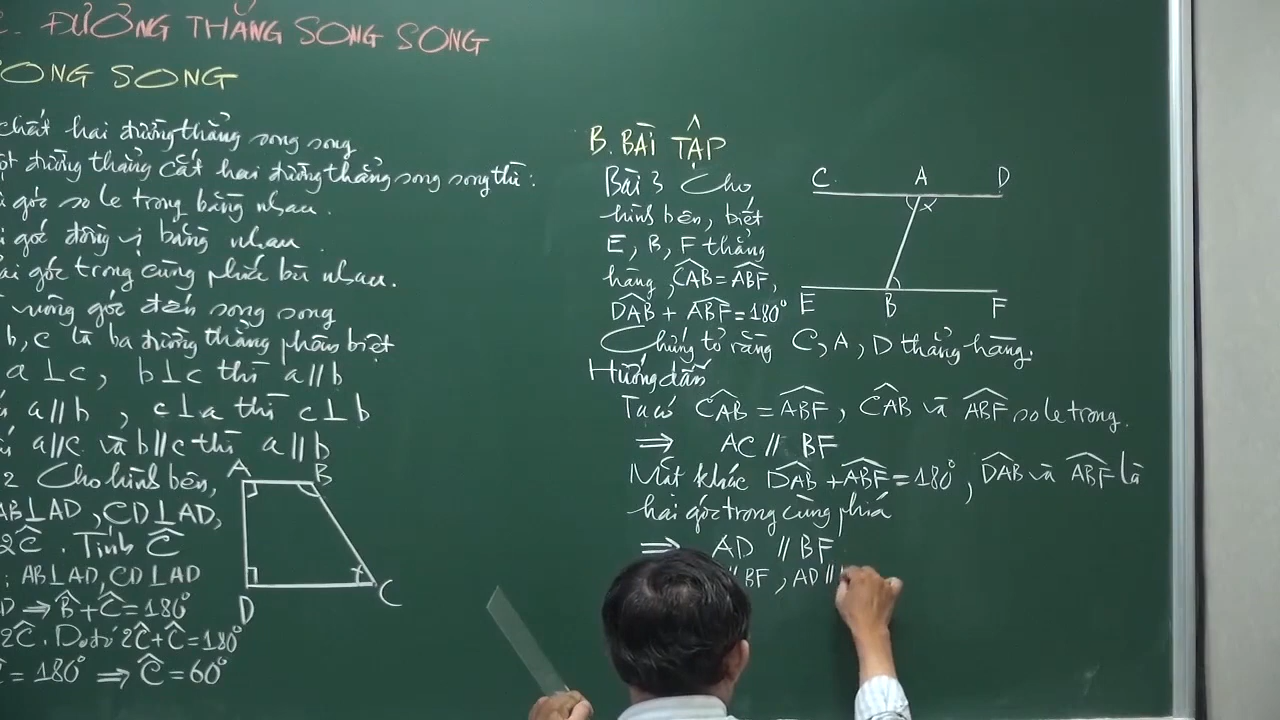 ĐƯỜNG THẲNG SONG SONG
SONG SONG
chất hai đường thẳng song song
ột đường thẳng cắt hai đường thẳng song song thì:
i góc so le trong bằng nhau.
i góc đồng vị bằng nhau.
ai góc trong cùng phía bù nhau.
vuông góc đến song song
b, c là ba đường thẳng phân biệt
a ⊥ c, b ⊥ c thì a // b
a // b, c ⊥ a thì c ⊥ b
a // c và b // c thì a // b
2 Cho hình bên,
AB ⊥ AD, CD ⊥ AD,
2Ĉ. Tính Ĉ
: AB ⊥ AD, CD ⊥ AD
D ⇒ B̂ + Ĉ = 180°
2Ĉ. Do đó 2Ĉ + Ĉ = 180°
= 180° ⇒ Ĉ = 60°
A B
D C
B. BÀI TẬP
Bài 3 Cho
hình bên, biết
E, B, F thẳng
hàng, CAB^ = ABF^,
DAB^ + ABF^ = 180°
Chứng tỏ rằng C, A, D thẳng hàng.
C A D
x
E B F
Hướng dẫn
Ta có CAB^ = ABF^, CAB^ và ABF^ so le trong.
⇒ AC // BF
Mặt khác DAB^ + ABF^ = 180°, DAB^ và ABF^ là
hai góc trong cùng phía
⇒ AD // BF
// BF, AD //